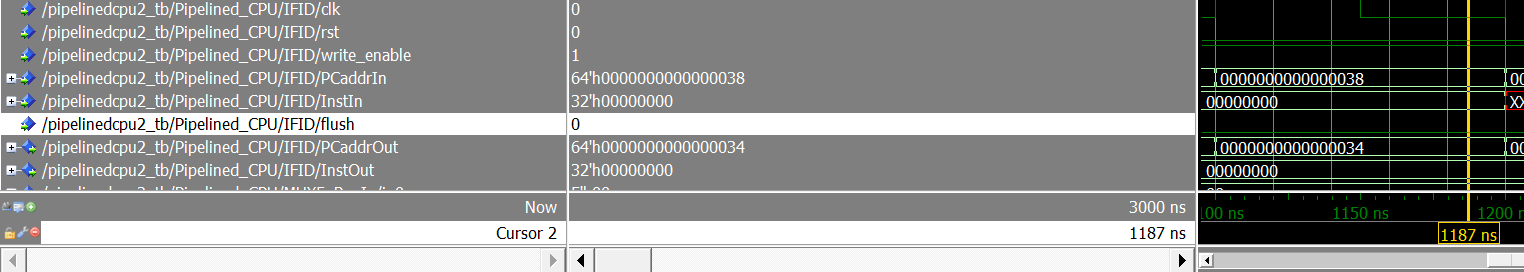 /pipelinedcpu2_tb/Pipelined_CPU/IFID/clk 0
/pipelinedcpu2_tb/Pipelined_CPU/IFID/rst 0
/pipelinedcpu2_tb/Pipelined_CPU/IFID/write_enable 1
/pipelinedcpu2_tb/Pipelined_CPU/IFID/PCaddrIn 64'h0000000000000038 0000000000000038 00
/pipelinedcpu2_tb/Pipelined_CPU/IFID/InstIn 32'h00000000 00000000 XX
/pipelinedcpu2_tb/Pipelined_CPU/IFID/flush 0
/pipelinedcpu2_tb/Pipelined_CPU/IFID/PCaddrOut 64'h0000000000000034 0000000000000034 00
/pipelinedcpu2_tb/Pipelined_CPU/IFID/InstOut 32'h00000000 00000000
Now 3000 ns 00 ns 1150 ns 1200 ns
Cursor 2 1187 ns 1187 ns